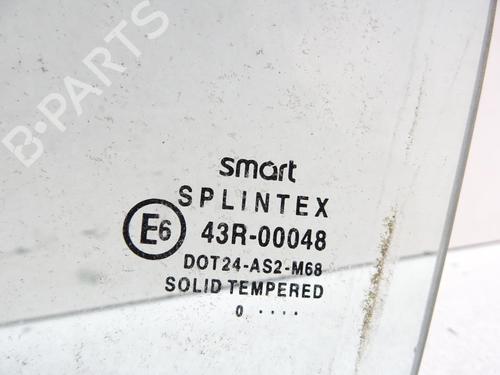 B-PARTS
smart
SPLINTEX
E6 43R-00048
DOT24-AS2-M68
SOLID TEMPERED
0 ....